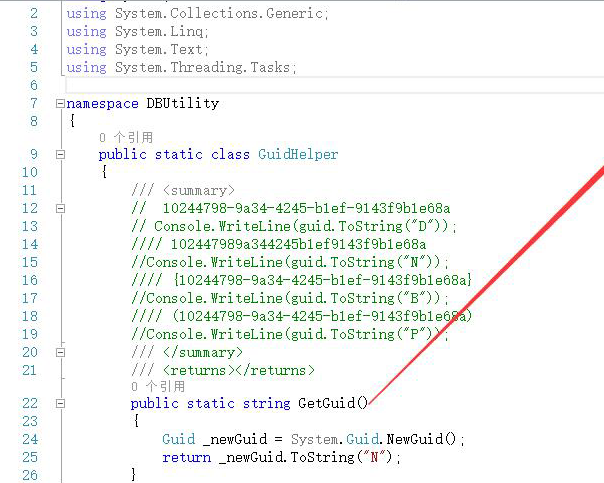 2 using System.Collections.Generic;
3 using System.Linq;
4 using System.Text;
5 using System.Threading.Tasks;
6
7 namespace DBUtility
8 {
0 个引用
9 public static class GuidHelper
10 {
11 /// <summary>
12 // 10244798-9a34-4245-b1ef-9143f9b1e68a
13 // Console.WriteLine(guid.ToString("D"));
14 //// 102447989a344245b1ef9143f9b1e68a
15 //Console.WriteLine(guid.ToString("N"));
16 //// {10244798-9a34-4245-b1ef-9143f9b1e68a}
17 //Console.WriteLine(guid.ToString("B"));
18 //// (10244798-9a34-4245-b1ef-9143f9b1e68a)
19 //Console.WriteLine(guid.ToString("P"));
20 /// </summary>
21 /// <returns></returns>
0 个引用
22 public static string GetGuid()
23 {
24 Guid _newGuid = System.Guid.NewGuid();
25 return _newGuid.ToString("N");
26 }